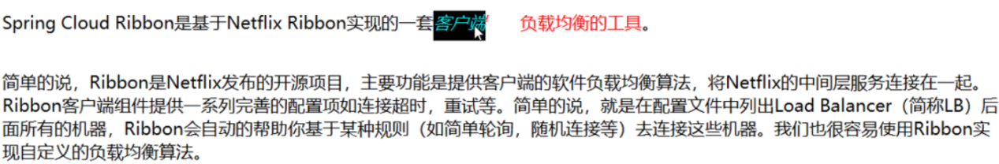 Spring Cloud Ribbon是基于Netflix Ribbon实现的一套客户端 负载均衡的工具。
简单的说，Ribbon是Netflix发布的开源项目，主要功能是提供客户端的软件负载均衡算法，将Netflix的中间层服务连接在一起。
Ribbon客户端组件提供一系列完善的配置项如连接超时，重试等。简单的说，就是在配置文件中列出Load Balancer（简称LB）后
面所有的机器，Ribbon会自动的帮助你基于某种规则（如简单轮询，随机连接等）去连接这些机器。我们也很容易使用Ribbon实
现自定义的负载均衡算法。